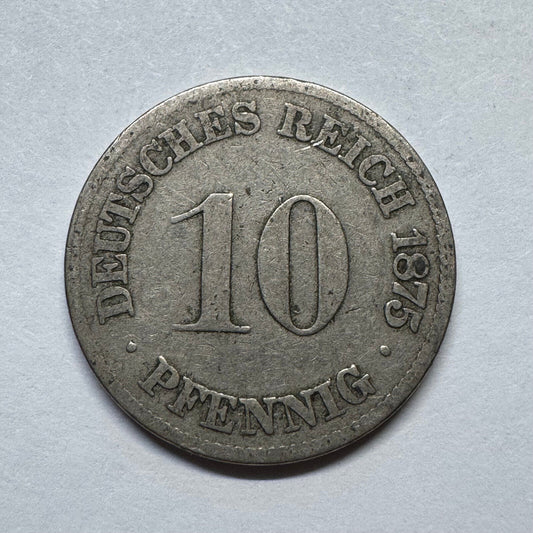 DEUTSCHES REICH 1875
10
· PFENNIG ·